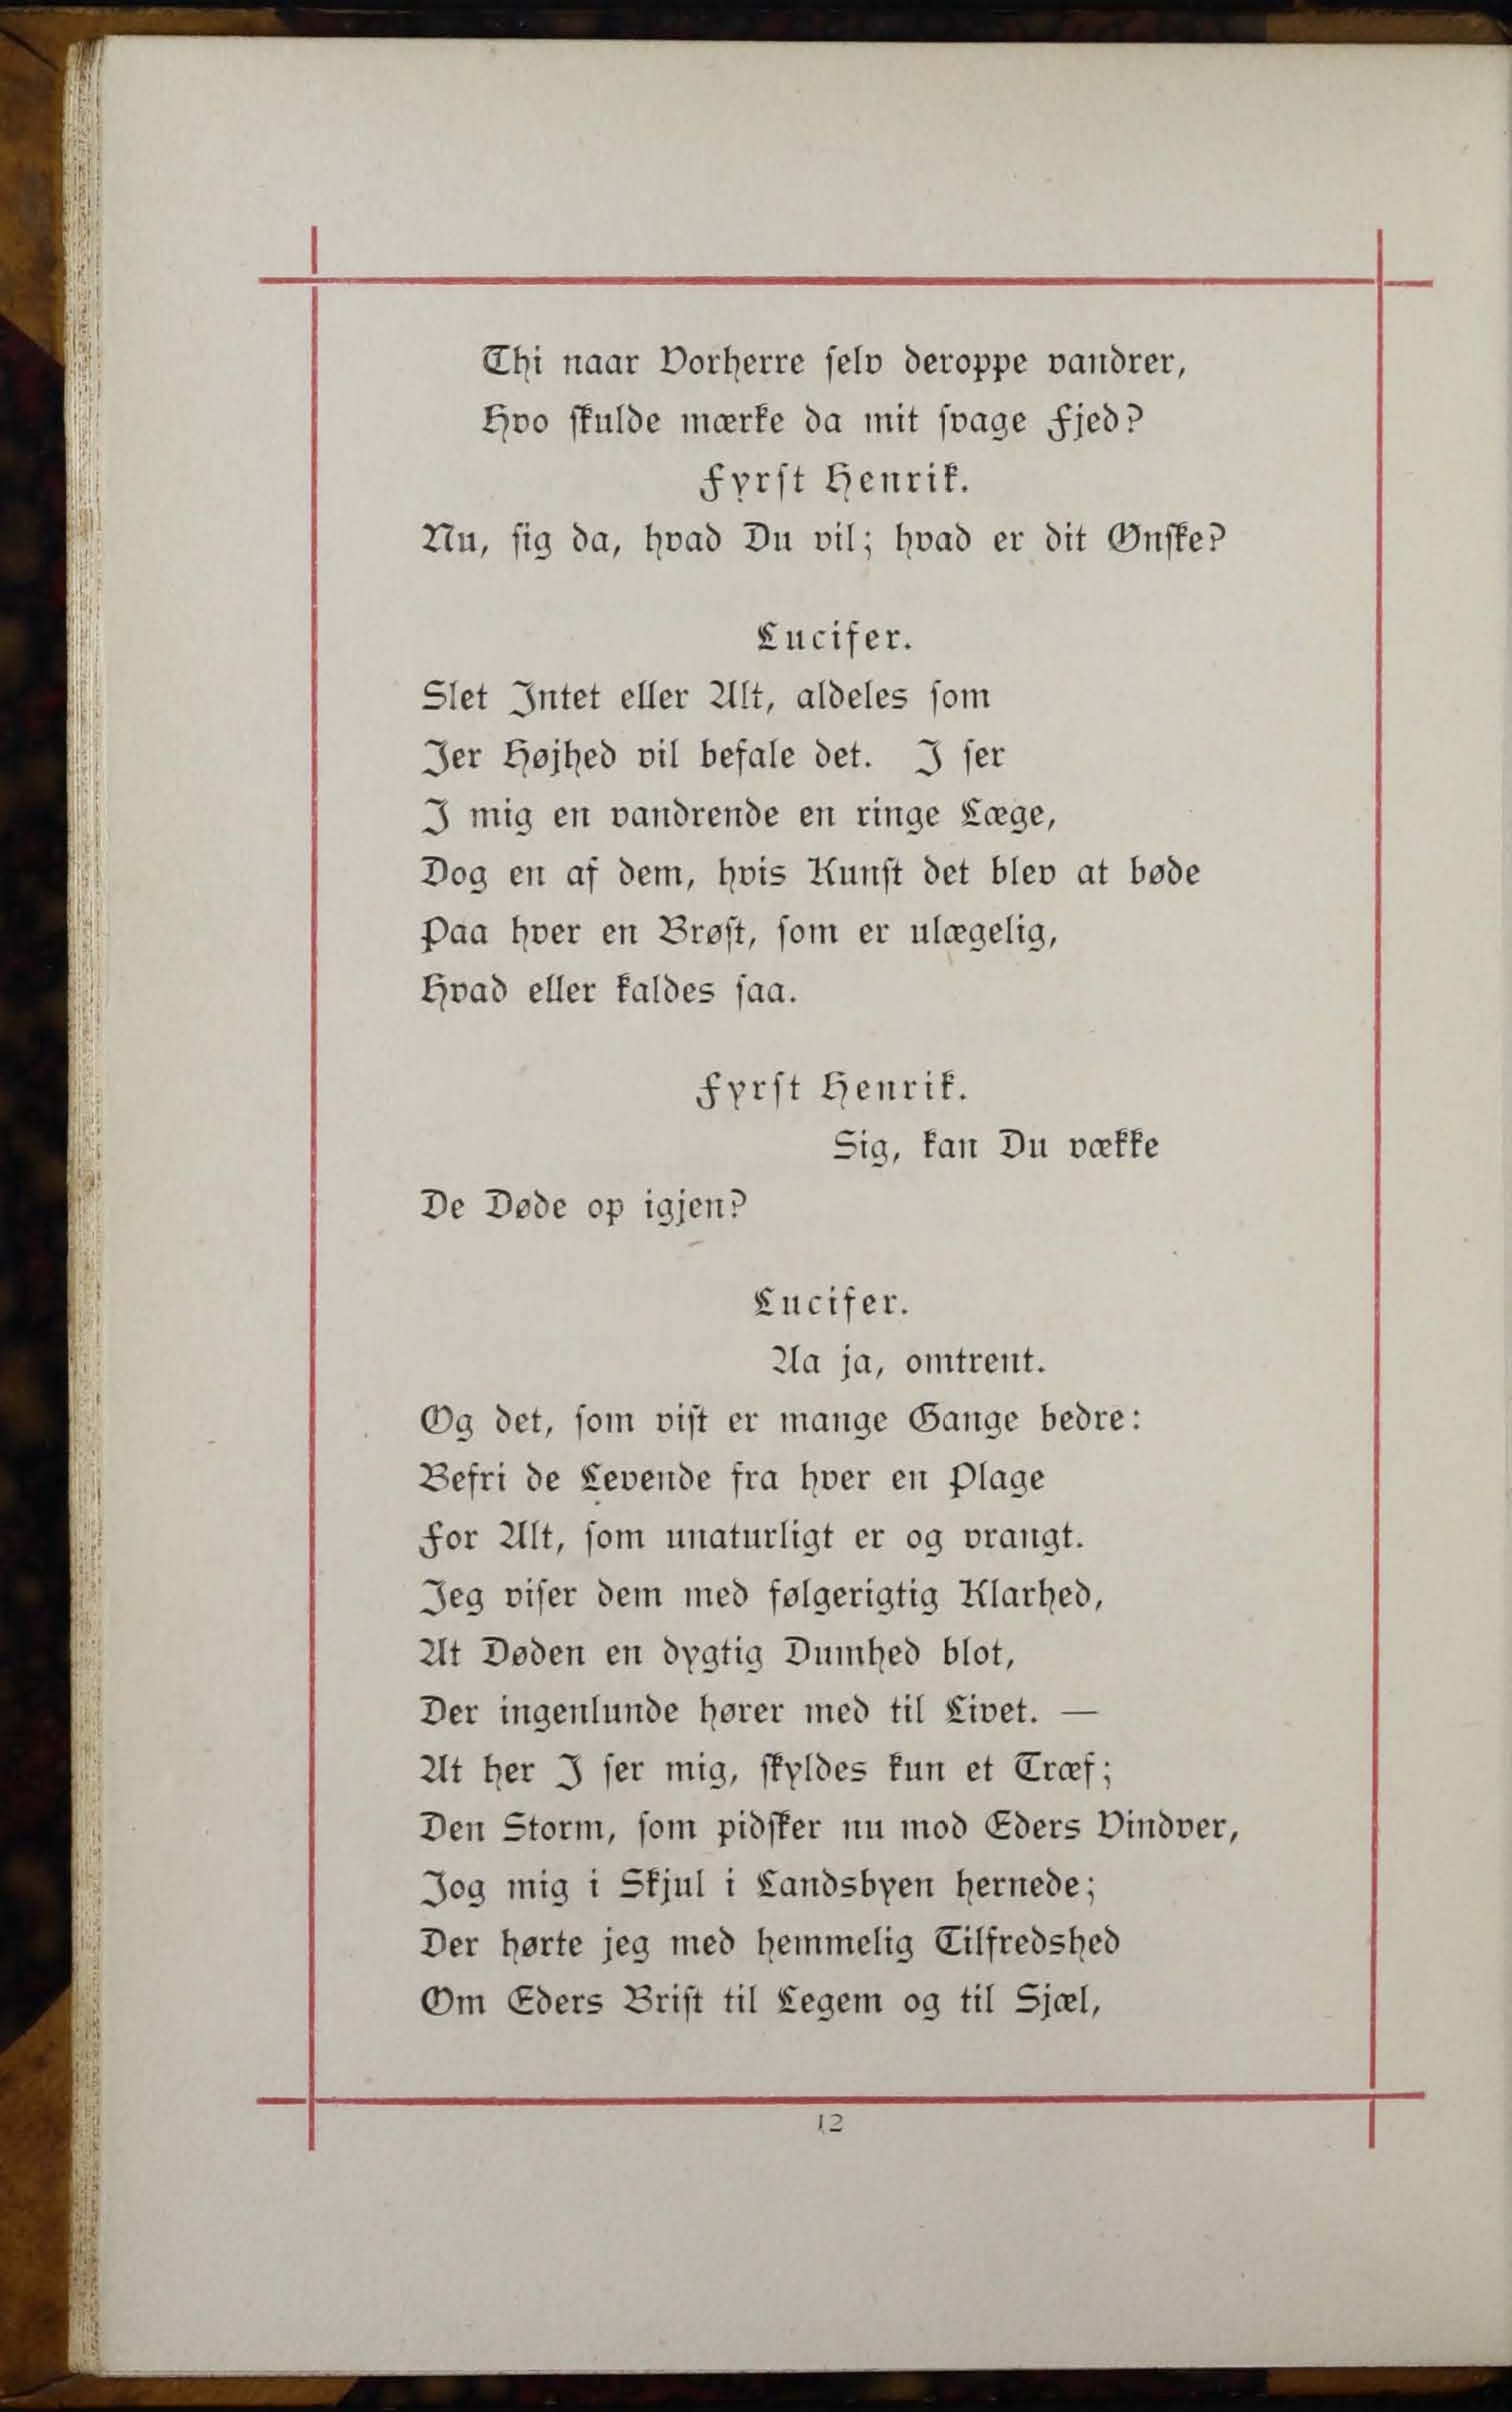 Thi naar Vorherre selv deroppe vandrer,
Hvo skulde mærke da mit svage Fjed?
Fyrst Henrik.
Nu, sig da, hvad Du vil; hvad er dit Ønske?
Lucifer.
Slet Intet eller Alt, aldeles som
Jer Højhed vil befale det. I ser
I mig en vandrende en ringe Læge,
Dog en af dem, hvis Kunst det blev at bøde
Paa hver en Brøst, som er ulægelig,
Hvad eller kaldes saa.
Fyrst Henrik.
Sig, kan Du vække
De Døde op igjen?
Lucifer.
Aa ja, omtrent.
Og det, som vist er mange Gange bedre:
Befri de Levende fra hver en Plage
For Alt, som unaturligt er og vrangt.
Jeg viser dem med følgerigtig Klarhed,
At Døden en dygtig Dumhed blot,
Der ingenlunde hører med til Livet. —
At her I ser mig, skyldes kun et Træf;
Den Storm, som pidsker nu mod Eders Vindver,
Jog mig i Skjul i Landsbyen hernede;
Der hørte jeg med hemmelig Tilfredshed
Om Eders Brist til Legem og til Sjæl,
12